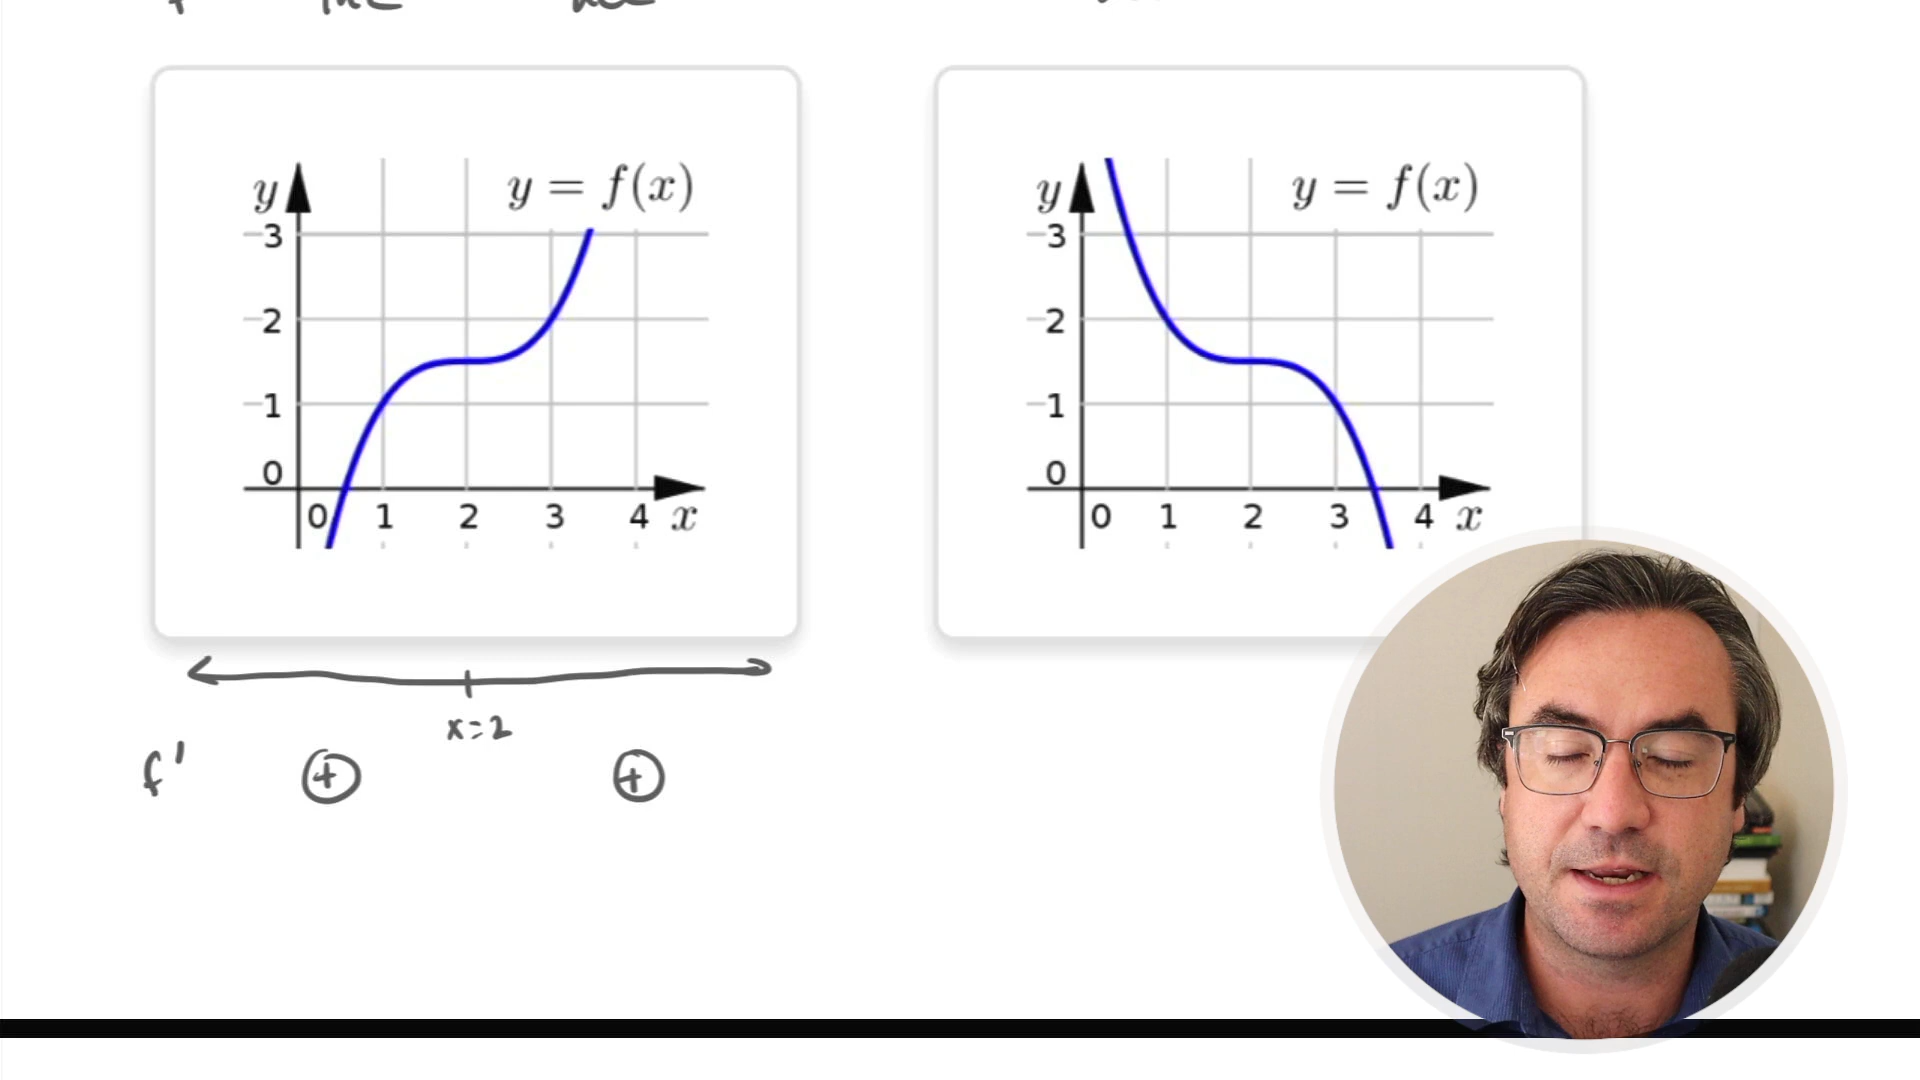 y
y = f(x)
3
2
1
0
0 1 2 3 4 x
y
y = f(x)
3
2
1
0
0 1 2 3 4 x
x=2
f' + +